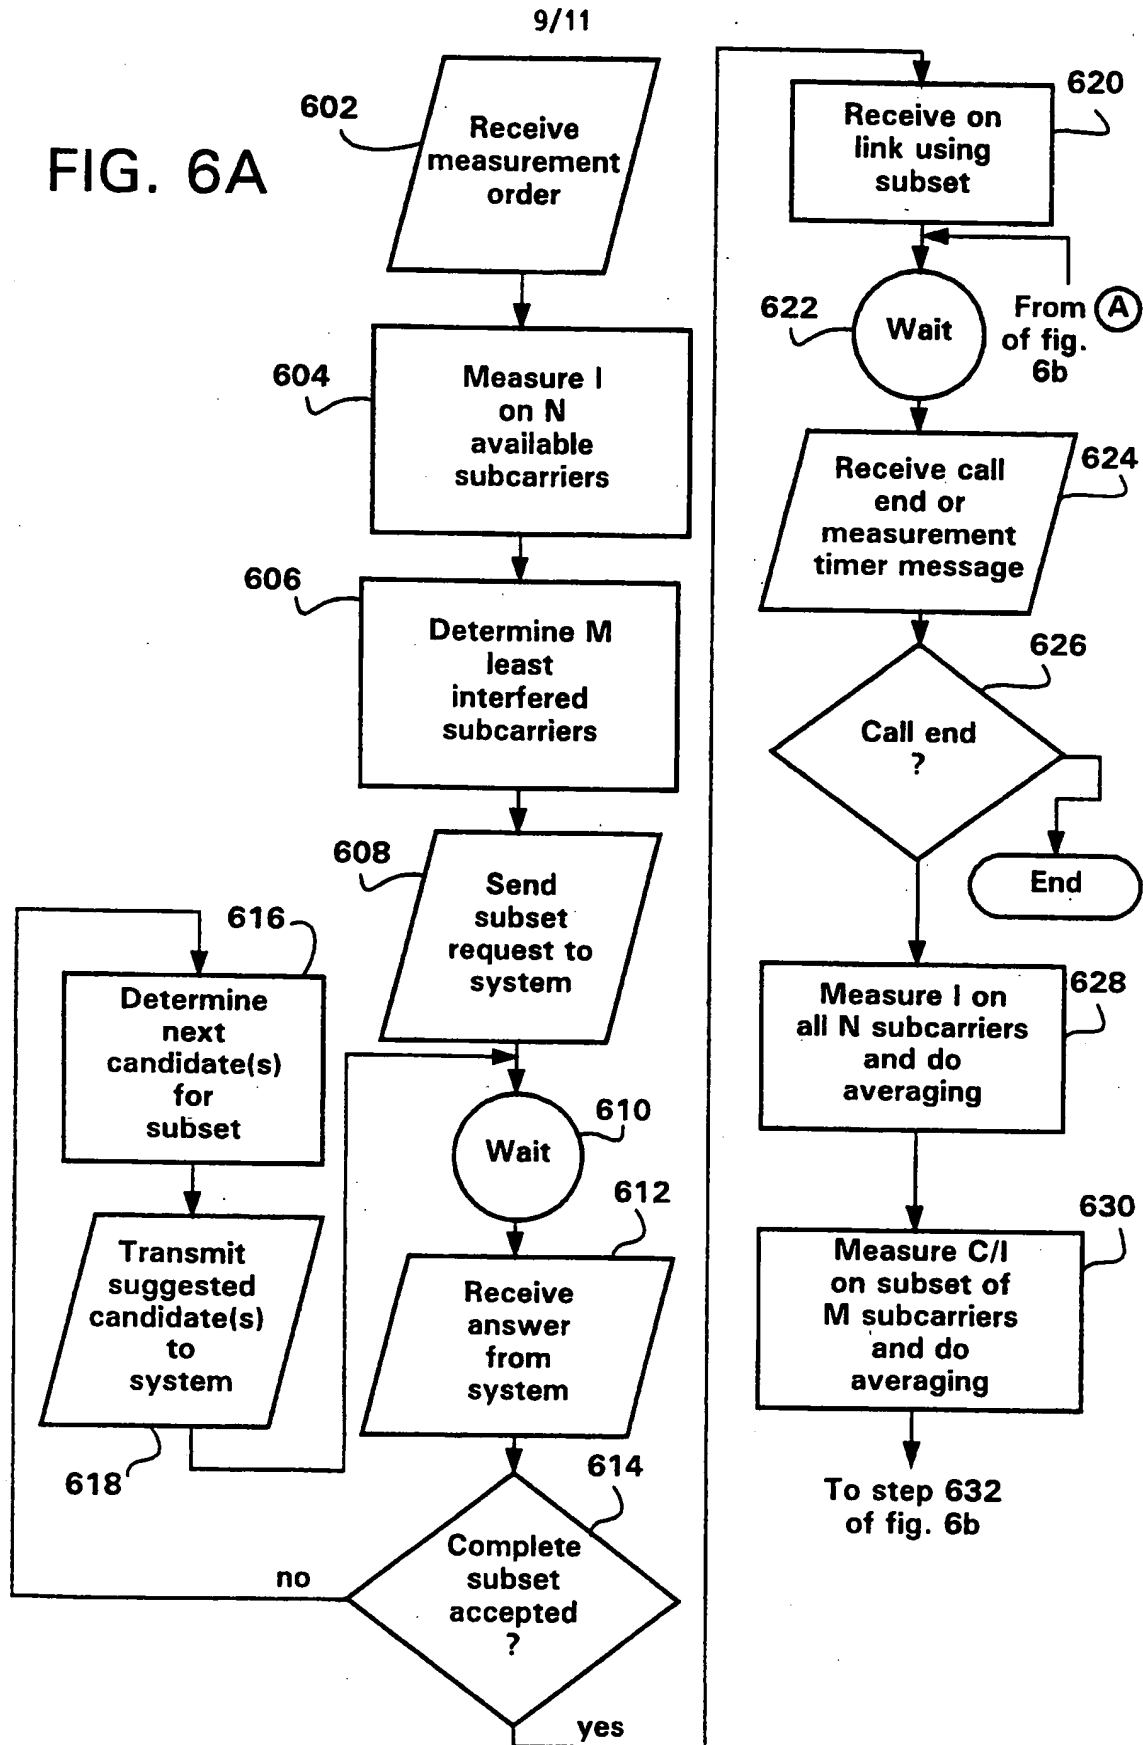 9/11
FIG. 6A
602
Receive
measurement
order
604
Measure I
on N
available
subcarriers
606
Determine M
least
interfered
subcarriers
608
Send
subset
request to
system
610
Wait
612
Receive
answer
from
system
614
Complete
subset
accepted
?
no
yes
616
Determine
next
candidate(s)
for
subset
Transmit
suggested
candidate(s)
to
system
618
620
Receive on
link using
subset
622
Wait
From A
of fig.
6b
624
Receive call
end or
measurement
timer message
626
Call end
?
End
628
Measure I on
all N subcarriers
and do
averaging
630
Measure C/I
on subset of
M subcarriers
and do
averaging
To step 632
of fig. 6b